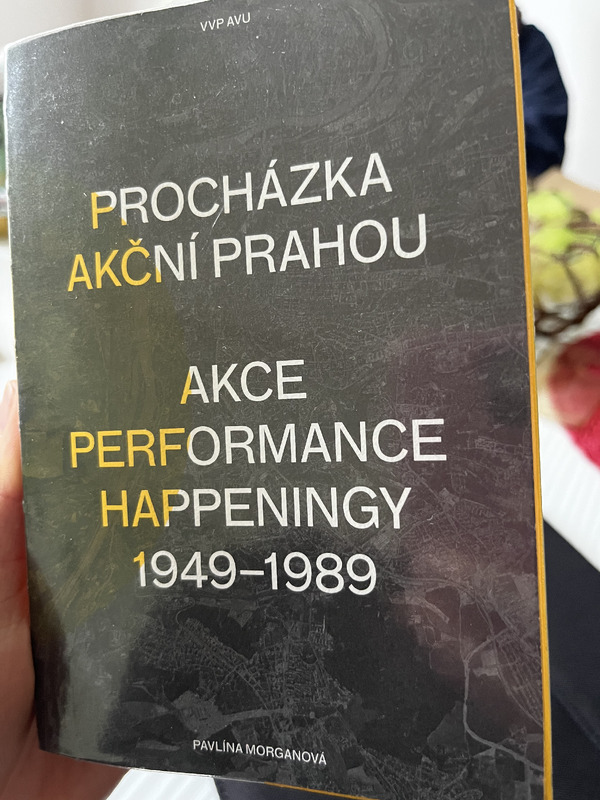 VVP AVU
PROCHÁZKA
AKČNÍ PRAHOU
AKCE
PERFORMANCE
HAPPENINGY
1949–1989
PAVLÍNA MORGANOVÁ